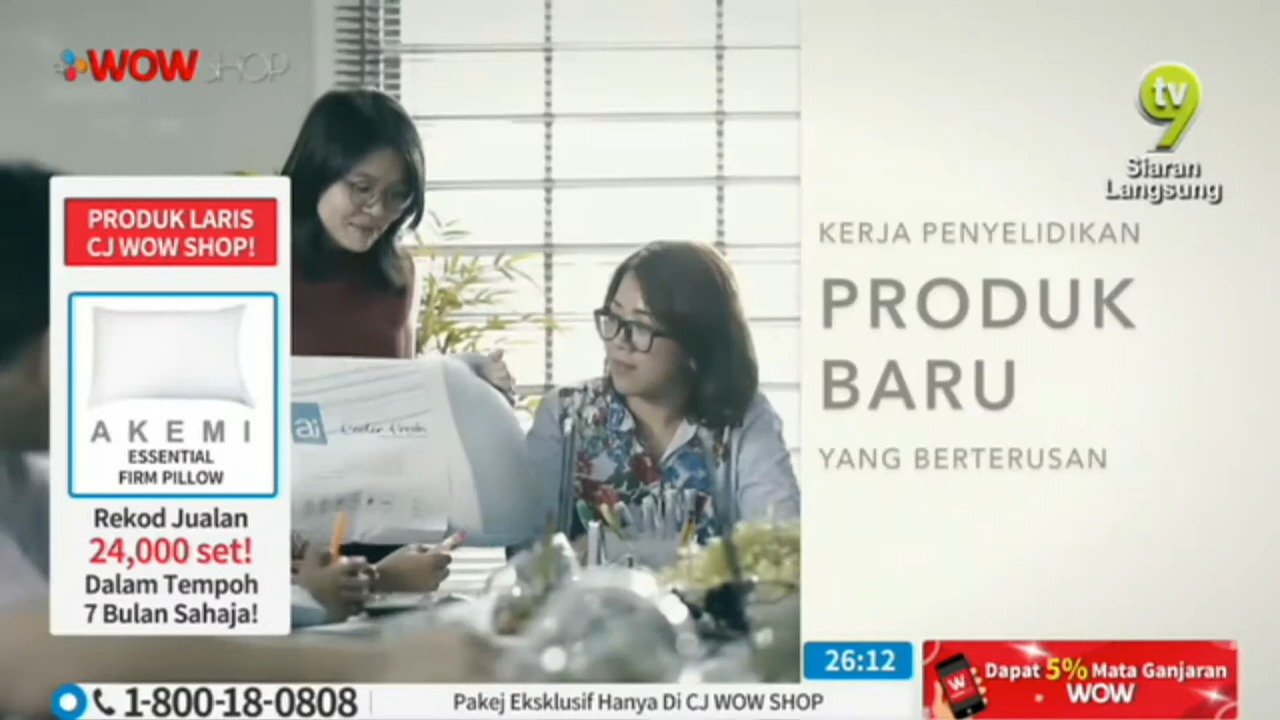 WOW SHOP
tv9
Siaran
Langsung
PRODUK LARIS
CJ WOW SHOP!
AKEMI
ESSENTIAL
FIRM PILLOW
Rekod Jualan
24,000 set!
Dalam Tempoh
7 Bulan Sahaja!
ai
KERJA PENYELIDIKAN
PRODUK
BARU
YANG BERTERUSAN
26:12
Dapat 5% Mata Ganjaran
WOW
1-800-18-0808
Pakej Eksklusif Hanya Di CJ WOW SHOP